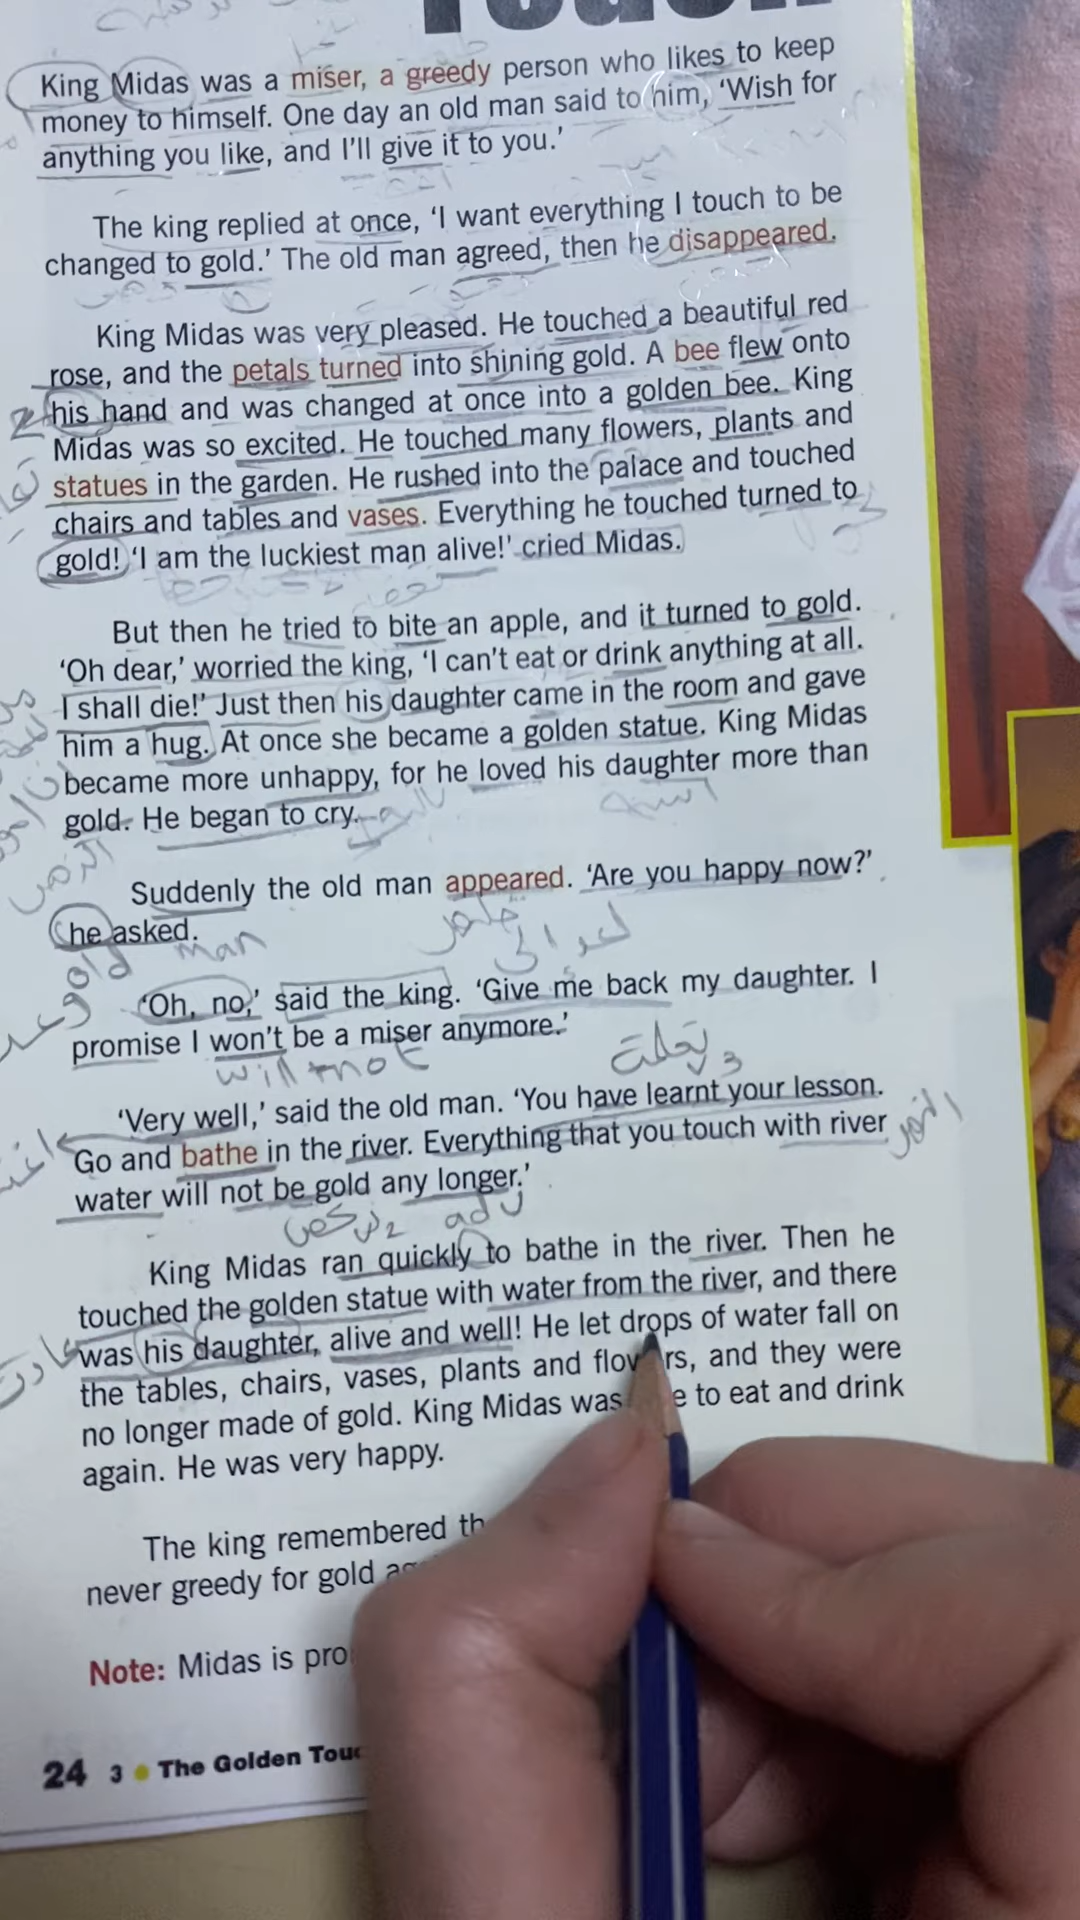 Touch
King Midas was a miser, a greedy person who likes to keep
money to himself. One day an old man said to him, ‘Wish for
anything you like, and I’ll give it to you.’
The king replied at once, ‘I want everything I touch to be
changed to gold.’ The old man agreed, then he disappeared.
King Midas was very pleased. He touched a beautiful red
rose, and the petals turned into shining gold. A bee flew onto
his hand and was changed at once into a golden bee. King
Midas was so excited. He touched many flowers, plants and
statues in the garden. He rushed into the palace and touched
chairs and tables and vases. Everything he touched turned to
gold! ‘I am the luckiest man alive!’ cried Midas.
But then he tried to bite an apple, and it turned to gold.
‘Oh dear,’ worried the king, ‘I can’t eat or drink anything at all.
I shall die!’ Just then his daughter came in the room and gave
him a hug. At once she became a golden statue. King Midas
became more unhappy, for he loved his daughter more than
gold. He began to cry.
Suddenly the old man appeared. ‘Are you happy now?’
he asked.
old man
‘Oh, no,’ said the king. ‘Give me back my daughter. I
promise I won’t be a miser anymore.’
will not
‘Very well,’ said the old man. ‘You have learnt your lesson.
Go and bathe in the river. Everything that you touch with river
water will not be gold any longer.’
adv
King Midas ran quickly to bathe in the river. Then he
touched the golden statue with water from the river, and there
was his daughter, alive and well! He let drops of water fall on
the tables, chairs, vases, plants and flow rs, and they were
no longer made of gold. King Midas was e to eat and drink
again. He was very happy.
The king remembered th
never greedy for gold
Note: Midas is pro
24 3 • The Golden Touc